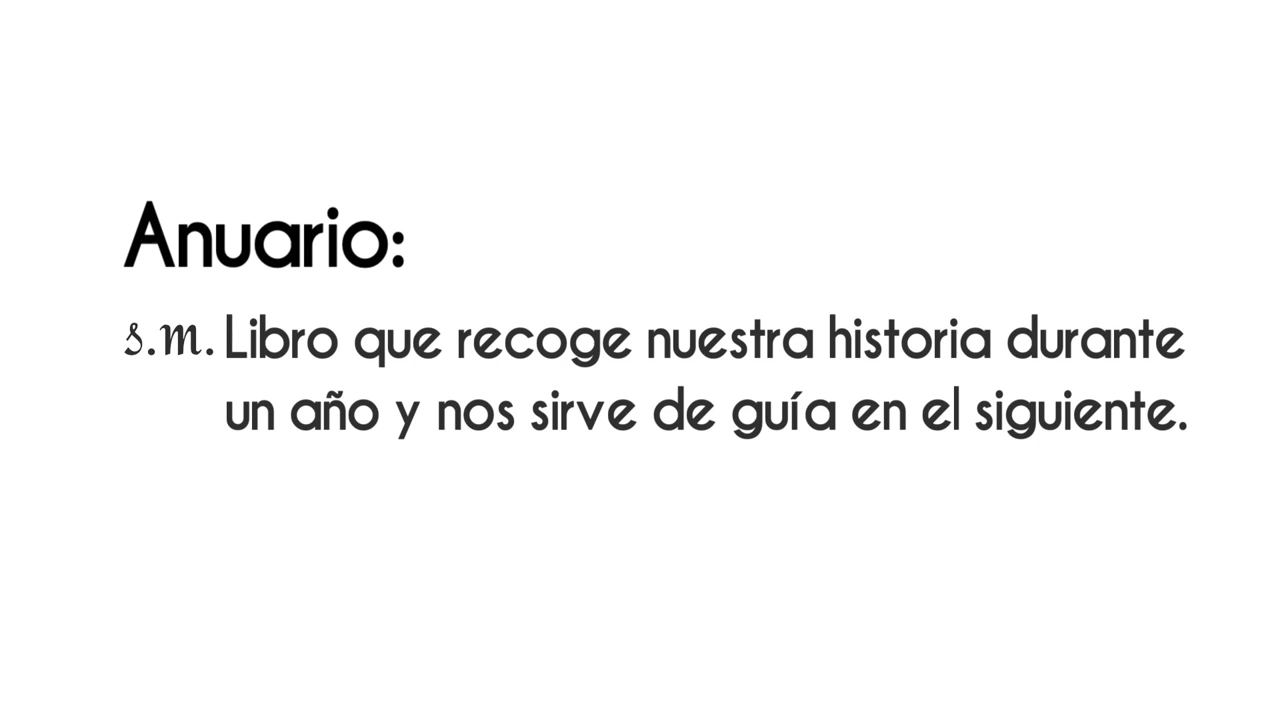 Anuario:
s.m. Libro que recoge nuestra historia durante
un año y nos sirve de guía en el siguiente.